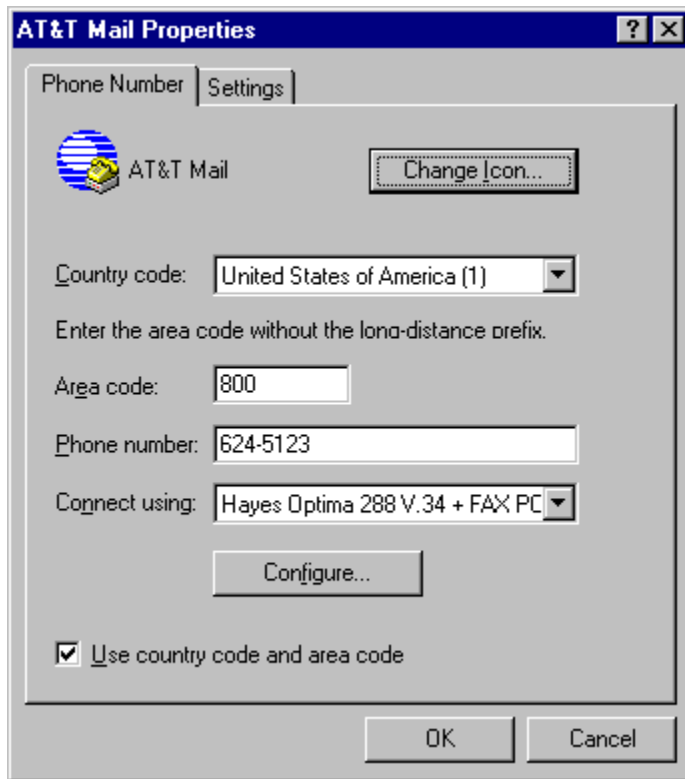 AT&T Mail Properties
Phone Number Settings
AT&T Mail Change Icon...
Country code: United States of America (1)
Enter the area code without the long-distance prefix.
Area code: 800
Phone number: 624-5123
Connect using: Hayes Optima 288 V.34 + FAX PC
Configure...
Use country code and area code
OK Cancel